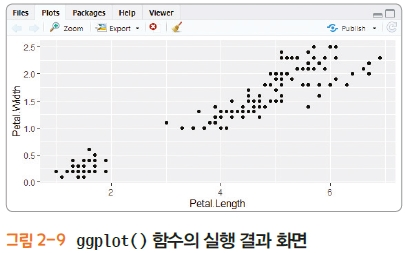 Files Plots Packages Help Viewer
Zoom Export Publish
2.5
2.0
1.5
1.0
0.5
0.0
Petal.Width
2 4 6
Petal.Length
그림 2-9 ggplot() 함수의 실행 결과 화면